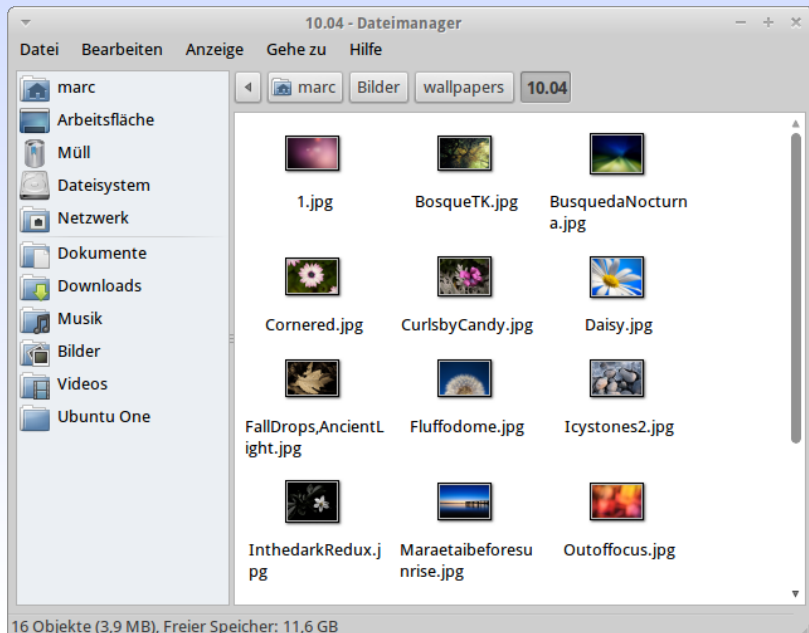 10.04 - Dateimanager
Datei Bearbeiten Anzeige Gehe zu Hilfe
marc
Arbeitsfläche
Müll
Dateisystem
Netzwerk
Dokumente
Downloads
Musik
Bilder
Videos
Ubuntu One
marc Bilder wallpapers 10.04
1.jpg BosqueTK.jpg BusquedaNocturn
a.jpg
Cornered.jpg CurlsbyCandy.jpg Daisy.jpg
FallDrops,AncientL Fluffodome.jpg Icystones2.jpg
ight.jpg
InthedarkRedux.j Maraetaibeforesu Outoffocus.jpg
pg nrise.jpg
16 Objekte (3,9 MB), Freier Speicher: 11,6 GB